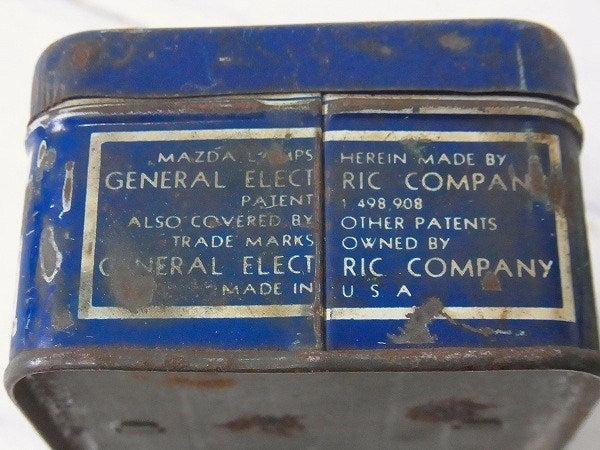 MAZDA LAMPS HEREIN MADE BY
GENERAL ELECTRIC COMPANY
PATENT 1 498 908
ALSO COVERED BY OTHER PATENTS
TRADE MARKS OWNED BY
GENERAL ELECTRIC COMPANY
MADE IN U S A